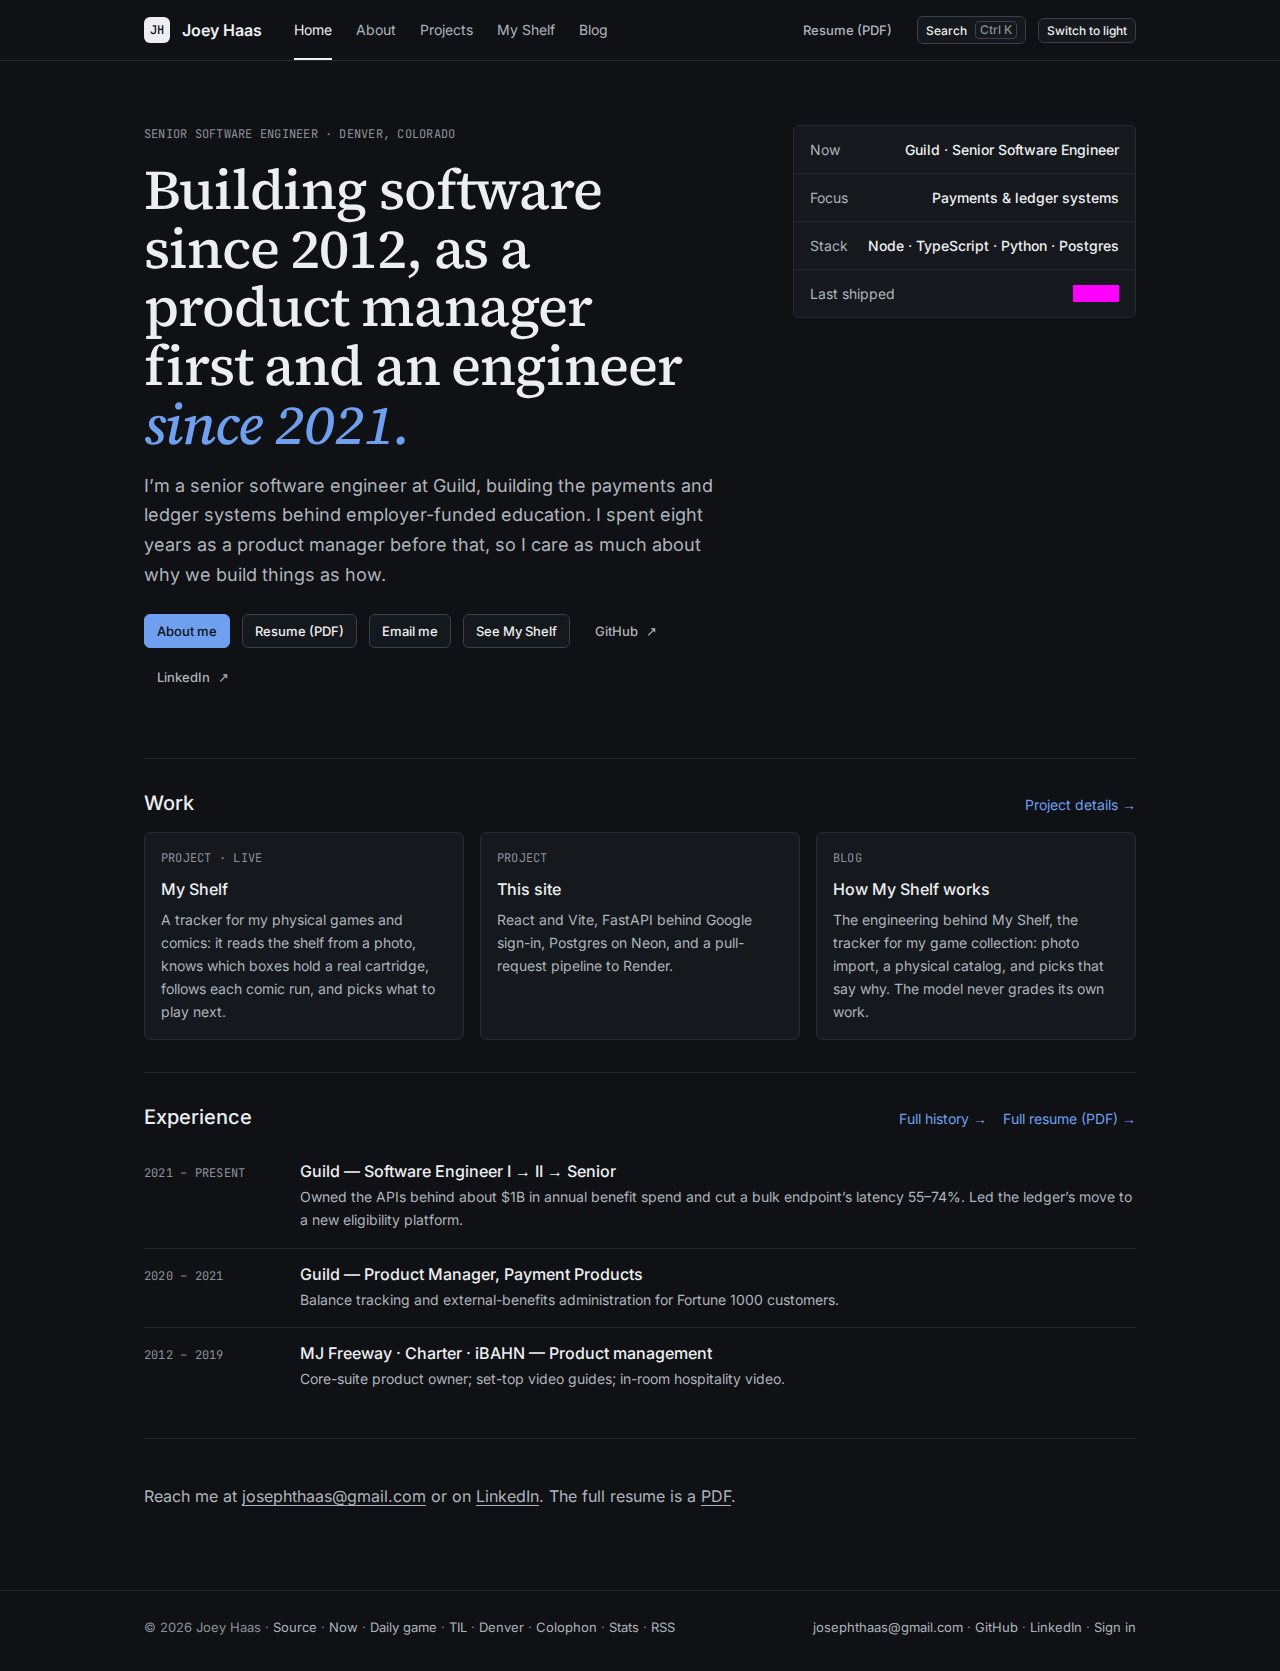 JH Joey Haas Home About Projects My Shelf Blog Resume (PDF) Search Ctrl K Switch to light
SENIOR SOFTWARE ENGINEER · DENVER, COLORADO
Building software
since 2012, as a
product manager
first and an engineer
since 2021.
I’m a senior software engineer at Guild, building the payments and
ledger systems behind employer-funded education. I spent eight
years as a product manager before that, so I care as much about
why we build things as how.
About me Resume (PDF) Email me See My Shelf GitHub ↗
LinkedIn ↗
Now Guild · Senior Software Engineer
Focus Payments & ledger systems
Stack Node · TypeScript · Python · Postgres
Last shipped
Work Project details →
PROJECT · LIVE
My Shelf
A tracker for my physical games and
comics: it reads the shelf from a photo,
knows which boxes hold a real cartridge,
follows each comic run, and picks what to
play next.
PROJECT
This site
React and Vite, FastAPI behind Google
sign-in, Postgres on Neon, and a pull-
request pipeline to Render.
BLOG
How My Shelf works
The engineering behind My Shelf, the
tracker for my game collection: photo
import, a physical catalog, and picks that
say why. The model never grades its own
work.
Experience Full history → Full resume (PDF) →
2021 – PRESENT Guild — Software Engineer I → II → Senior
Owned the APIs behind about $1B in annual benefit spend and cut a bulk endpoint’s latency 55–74%. Led the ledger’s move to
a new eligibility platform.
2020 – 2021 Guild — Product Manager, Payment Products
Balance tracking and external-benefits administration for Fortune 1000 customers.
2012 – 2019 MJ Freeway · Charter · iBAHN — Product management
Core-suite product owner; set-top video guides; in-room hospitality video.
Reach me at josephthaas@gmail.com or on LinkedIn. The full resume is a PDF.
© 2026 Joey Haas · Source · Now · Daily game · TIL · Denver · Colophon · Stats · RSS josephthaas@gmail.com · GitHub · LinkedIn · Sign in